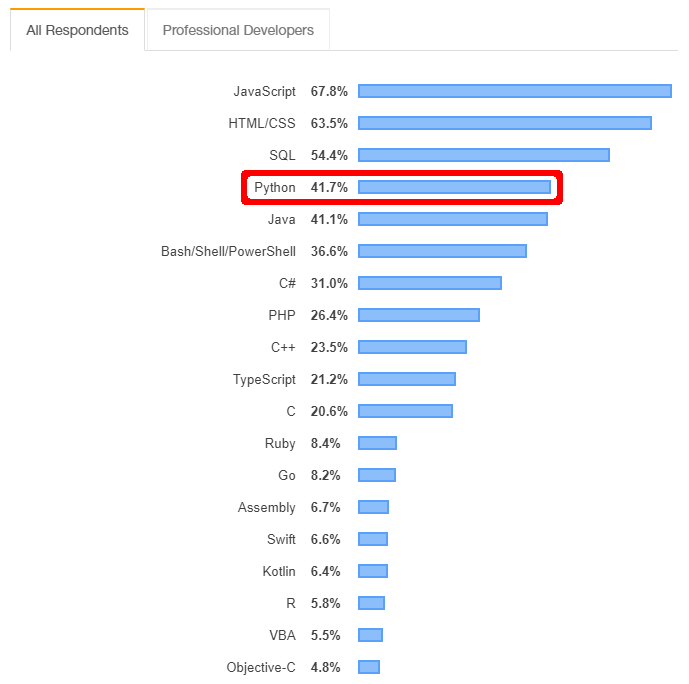 All Respondents Professional Developers
JavaScript 67.8%
HTML/CSS 63.5%
SQL 54.4%
Python 41.7%
Java 41.1%
Bash/Shell/PowerShell 36.6%
C# 31.0%
PHP 26.4%
C++ 23.5%
TypeScript 21.2%
C 20.6%
Ruby 8.4%
Go 8.2%
Assembly 6.7%
Swift 6.6%
Kotlin 6.4%
R 5.8%
VBA 5.5%
Objective-C 4.8%